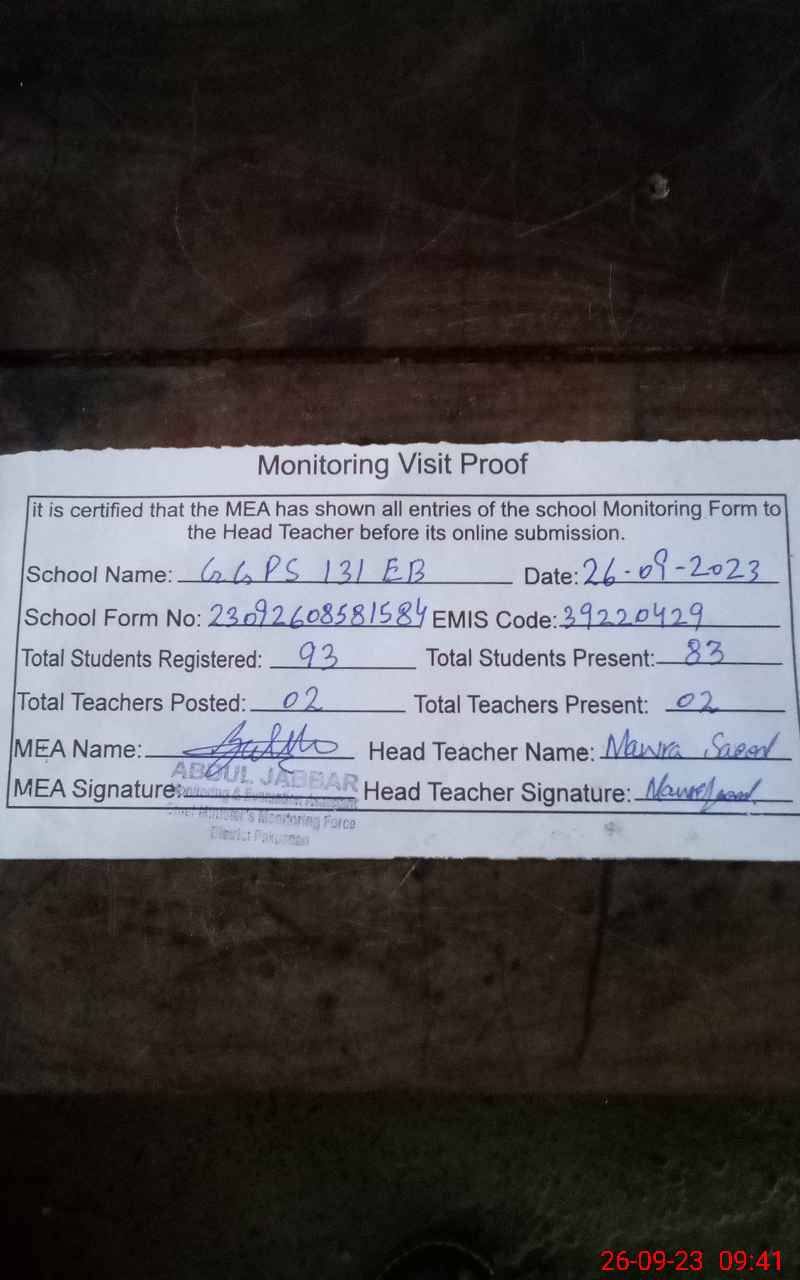 Monitoring Visit Proof
it is certified that the MEA has shown all entries of the school Monitoring Form to
the Head Teacher before its online submission.
School Name: GGPS 131 EB Date: 26-09-2023
School Form No: 23092608581584 EMIS Code: 39220429
Total Students Registered: 93 Total Students Present: 83
Total Teachers Posted: 02 Total Teachers Present: 02
MEA Name: Head Teacher Name: Nawra Saeed
MEA Signature: Head Teacher Signature:
ABDUL JABBAR
Monitoring & Evaluation Assistant
Chief Minister's Monitoring Force
District Pakpattan
26-09-23 09:41